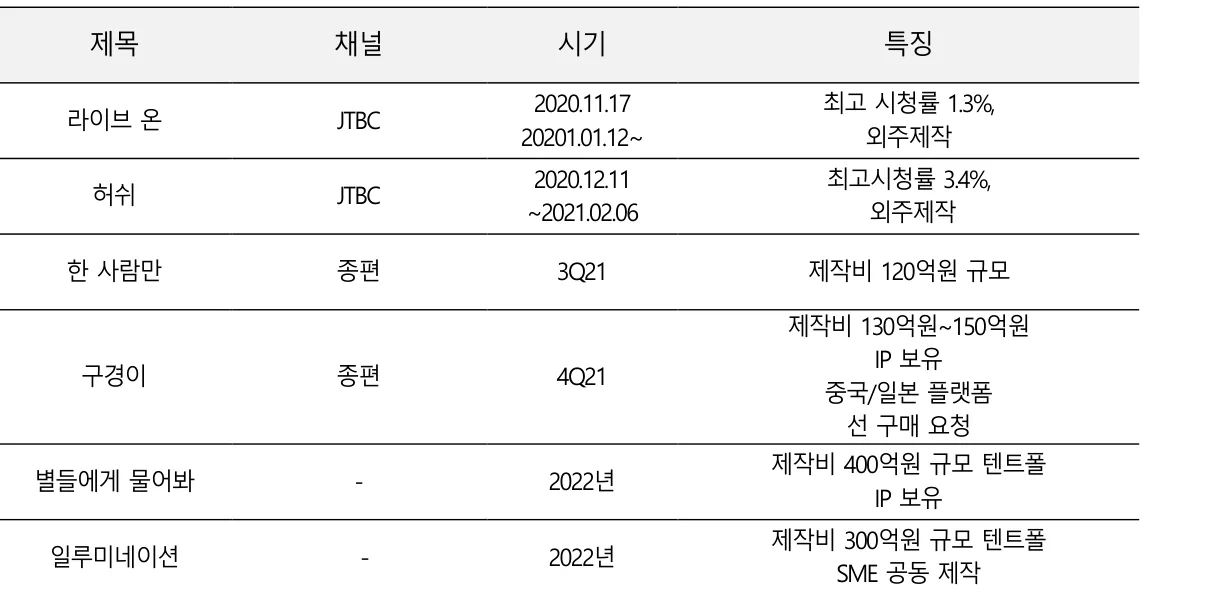 제목 채널 시기 특징
라이브 온 JTBC 2020.11.17
20201.01.12~ 최고 시청률 1.3%,
외주제작
허쉬 JTBC 2020.12.11
~2021.02.06 최고시청률 3.4%,
외주제작
한 사람만 종편 3Q21 제작비 120억원 규모
구경이 종편 4Q21 제작비 130억원~150억원
IP 보유
중국/일본 플랫폼
선 구매 요청
별들에게 물어봐 - 2022년 제작비 400억원 규모 텐트폴
IP 보유
일루미네이션 - 2022년 제작비 300억원 규모 텐트폴
SME 공동 제작